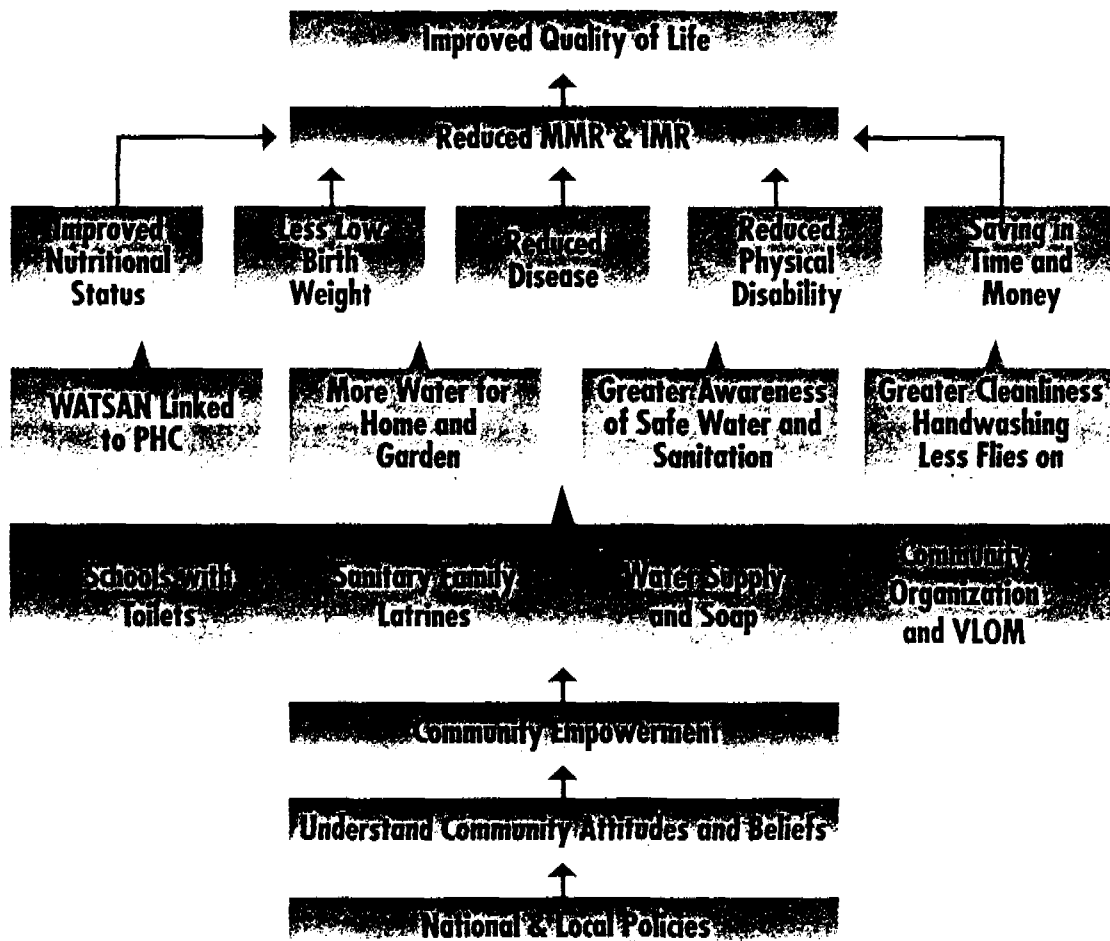 Improved Quality of Life
Reduced MMR & IMR
Improved
Nutritional
Status
Less Low
Birth
Weight
Reduced
Disease
Reduced
Physical
Disability
Saving in
Time and
Money
WATSAN Linked
to PHC
More Water for
Home and
Garden
Greater Awareness
of Safe Water and
Sanitation
Greater Cleanliness
Handwashing
Less Flies on
Schools with
Toilets
Sanitary Family
Latrines
Water Supply
and Soap
Community
Organization
and VLOM
Community Empowerment
Understand Community Attitudes and Beliefs
National & Local Policies